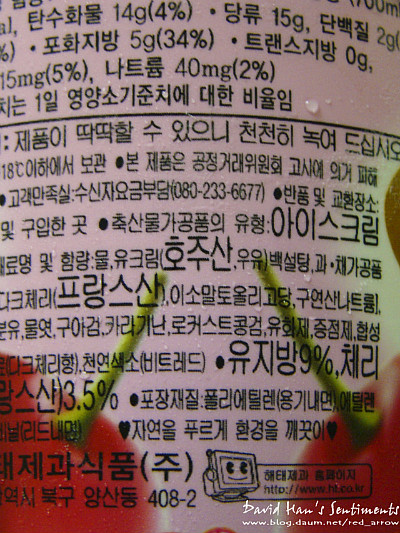 (700ml
탄수화물 14g(4%) • 당류 15g, 단백질 2g(
• 포화지방 5g(34%) • 트랜스지방 0g,
15mg(5%), 나트륨 40mg(2%)
치는 1일 영양소기준치에 대한 비율임
: 제품이 딱딱할 수 있으니 천천히 녹여 드십시오
18℃이하에서 보관 ●본 제품은 공정거래위원회 고시에 의거 피해
●고객만족실:수신자요금부담(080-233-6677) ●반품 및 교환장소:
및 구입한 곳 ●축산물가공품의 유형:아이스크림
재료명 및 함량:물,유크림(호주산,우유)백설탕,과·채가공품
다크체리(프랑스산),이소말토올리고당,구연산나트륨),
분유,물엿,구아검,카라기난,로커스트콩검,유화제,증점제,합성
(다크체리향),천연색소(비트레드) ●유지방9%,체리
랑스산)3.5% ●포장재질:폴리에틸렌(용기내면),에틸렌
비닐(리드내면) ♥자연을 푸르게 환경을 깨끗이♥
태제과식품(주) 해태제과 홈페이지
http://www.ht.co.kr
역시 북구 양산동 408-2
David Han's Sentiments
www.blog.daum.net/red_arrow